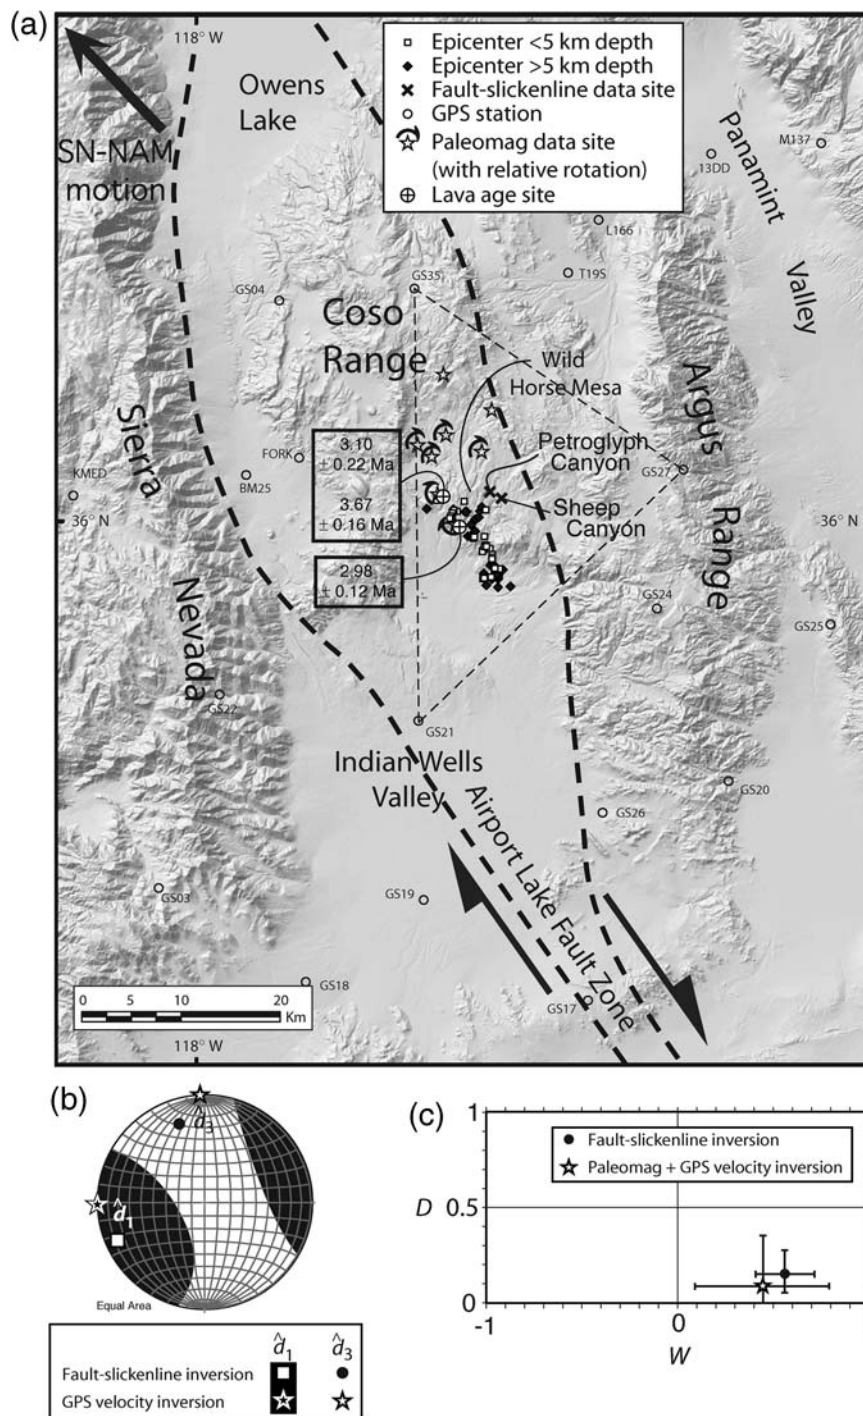 (a)
118° W
Owens
Lake
SN-NAM
motion
Epicenter <5 km depth
Epicenter >5 km depth
Fault-slickenline data site
GPS station
Paleomag data site
(with relative rotation)
Lava age site
Panamint
Valley
M137
13DD
L166
T19S
GS35
GS04
Coso
Range
Wild
Horse Mesa
Argus
Range
Sierra
Nevada
FORK
KMED
BM25
3.10
± 0.22 Ma
3.67
± 0.16 Ma
2.98
± 0.12 Ma
Petroglyph
Canyon
GS27
Sheep
Canyon
36° N
36° N
GS24
GS25
GS22
GS21
Indian Wells
Valley
Airport Lake Fault Zone
GS20
GS26
GS03
GS19
GS18
GS17
0 5 10 20
Km
118° W
(b)
d̂3
d̂1
Equal Area
d̂1 d̂3
Fault-slickenline inversion
GPS velocity inversion
(c)
1
D 0.5
0
-1 0
W
Fault-slickenline inversion
Paleomag + GPS velocity inversion